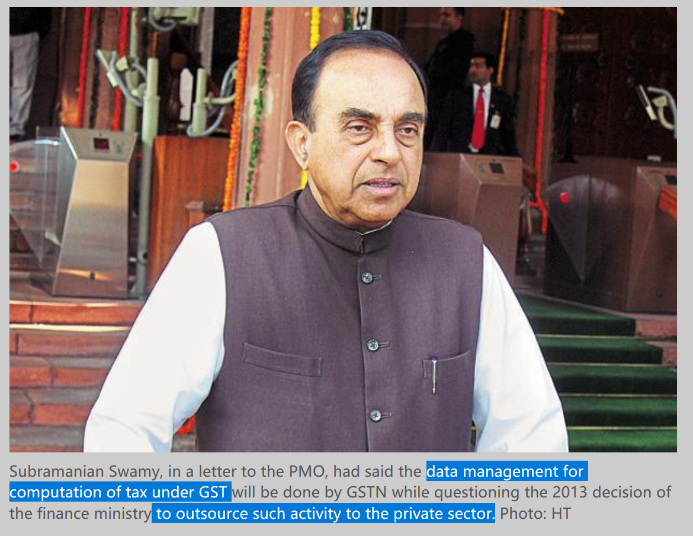 Subramanian Swamy, in a letter to the PMO, had said the data management for
computation of tax under GST will be done by GSTN while questioning the 2013 decision of
the finance ministry to outsource such activity to the private sector. Photo: HT